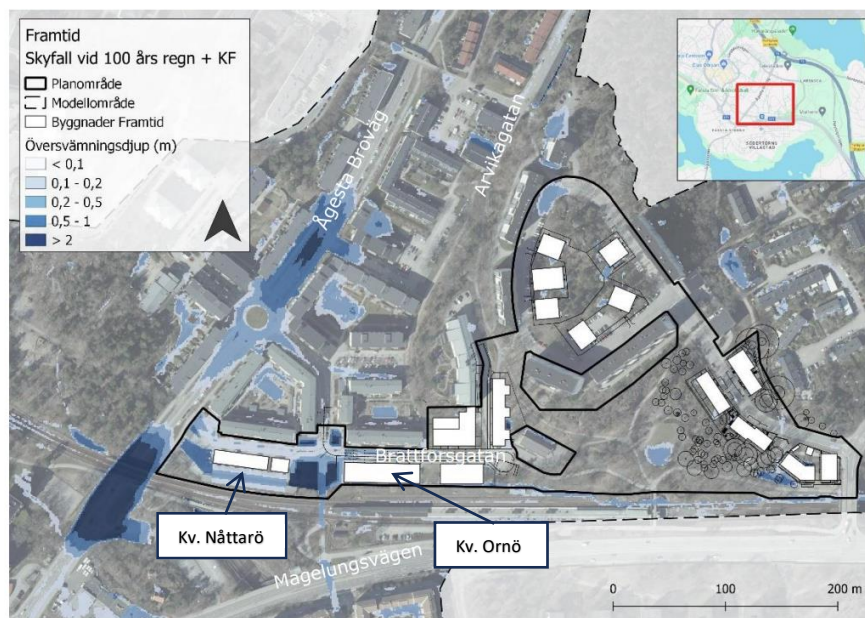 Framtid
Skyfall vid 100 års regn + KF
Planområde
Modellområde
Byggnader Framtid
Översvämningsdjup (m)
< 0,1
0,1 - 0,2
0,2 - 0,5
0,5 - 1
> 2
Ågesta Broväg
Arvikagatan
Brattforsgatan
Kv. Nåttarö
Kv. Ornö
Magelungsvägen
0
100
200 m